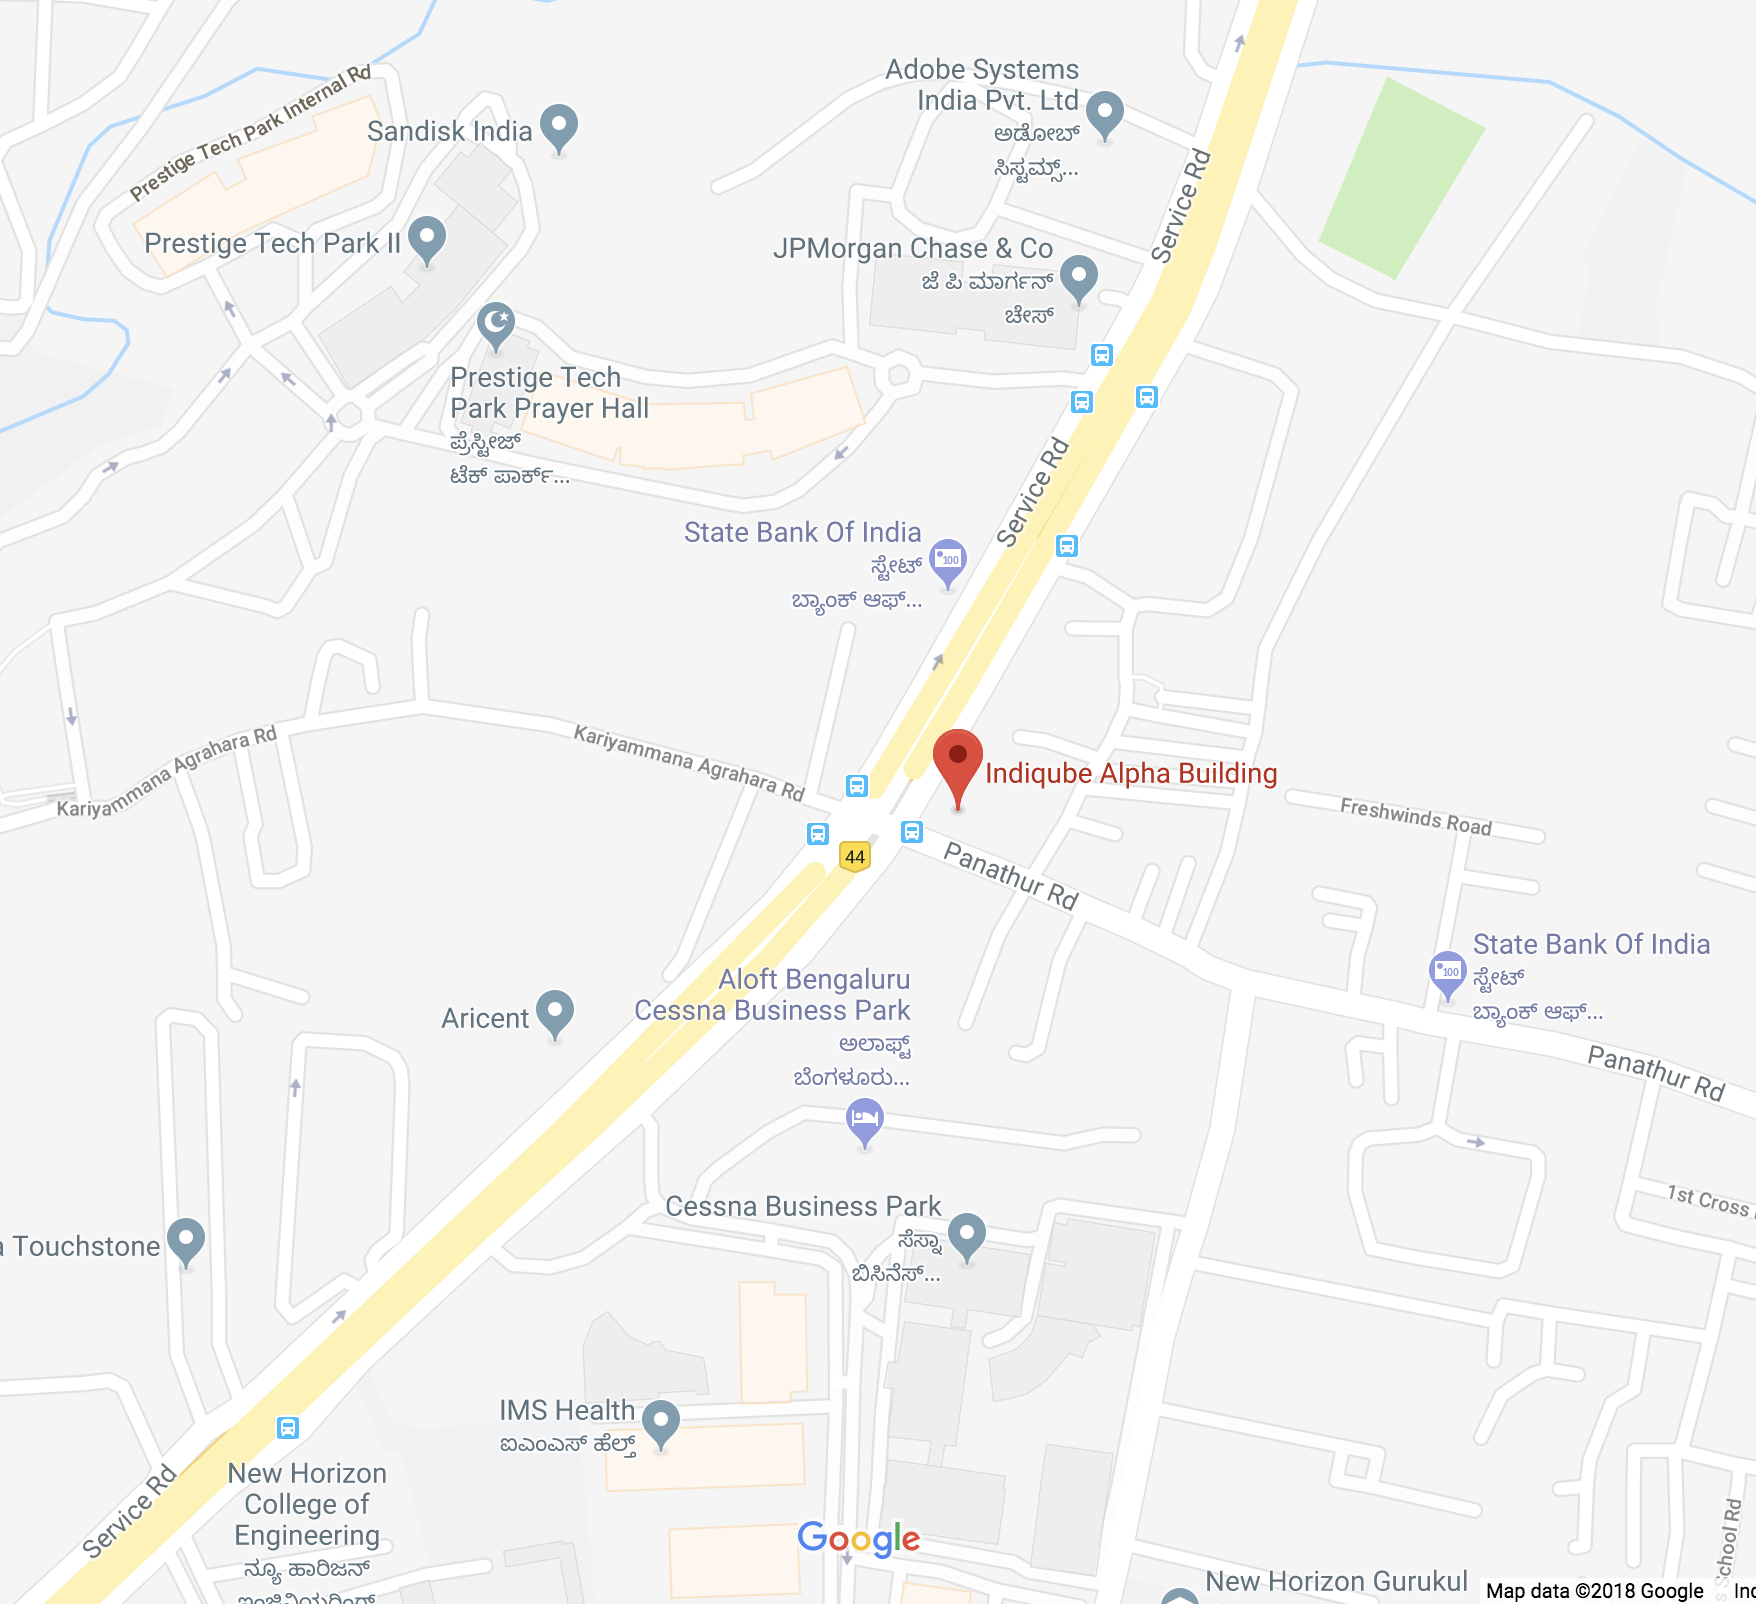 Prestige Tech Park Internal Rd
Adobe Systems
India Pvt. Ltd
ಅಡೋಬ್
ಸಿಸ್ಟಮ್ಸ್...
Sandisk India
Service Rd
Prestige Tech Park II
JPMorgan Chase & Co
ಜೆ ಪಿ ಮಾರ್ಗನ್
ಚೇಸ್
Prestige Tech
Park Prayer Hall
ಪ್ರೆಸ್ಟೀಜ್
ಟೆಕ್ ಪಾರ್ಕ್...
Service Rd
State Bank Of India
ಸ್ಟೇಟ್
ಬ್ಯಾಂಕ್ ಆಫ್...
100
Kariyammana Agrahara Rd
Kariyammana Agrahara Rd
Indiqube Alpha Building
Freshwinds Road
44
Panathur Rd
State Bank Of India
ಸ್ಟೇಟ್
ಬ್ಯಾಂಕ್ ಆಫ್...
100
Aloft Bengaluru
Cessna Business Park
ಅಲಾಫ್ಟ್
ಬೆಂಗಳೂರು...
Aricent
Panathur Rd
Cessna Business Park
ಸೆಸ್ನಾ
ಬಿಸಿನೆಸ್...
1st Cross
a Touchstone
IMS Health
ಐಎಂಎಸ್ ಹೆಲ್ತ್
Service Rd
New Horizon
College of
Engineering
ನ್ಯೂ ಹಾರಿಜನ್
ಇಂಜಿನಿಯರಿಂಗ್
Google
School Rd
New Horizon Gurukul
Map data ©2018 Google